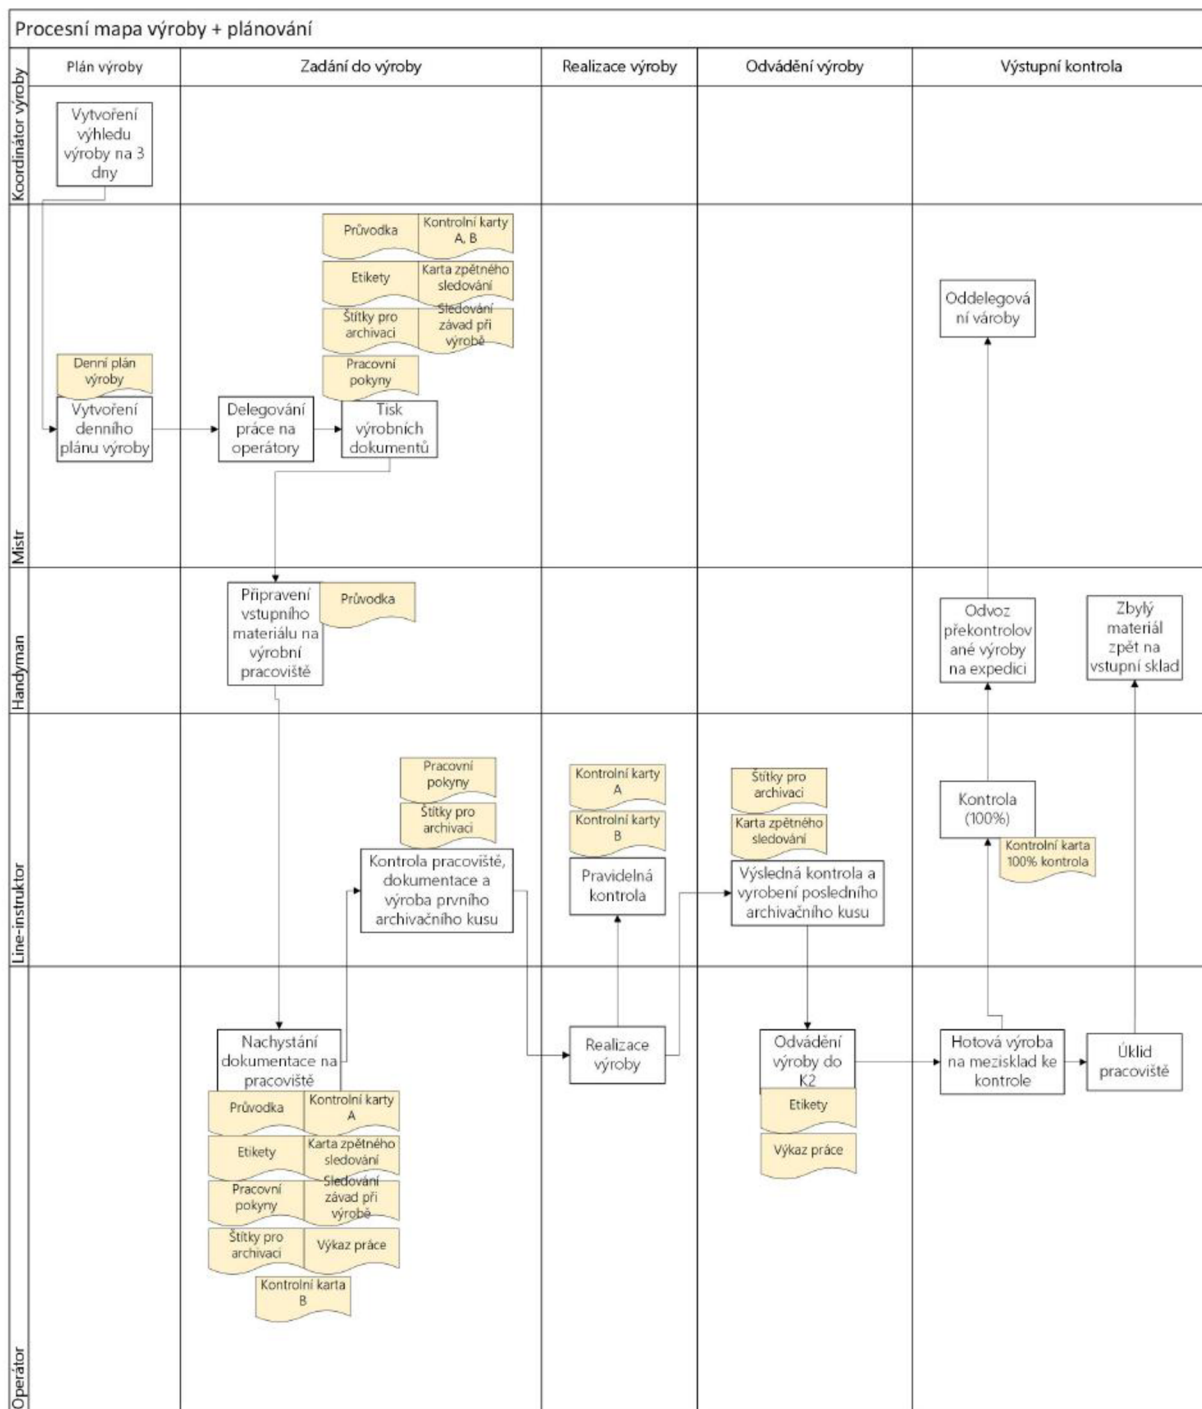 Procesní mapa výroby + plánování
Plán výroby
Zadání do výroby
Realizace výroby
Odvádění výroby
Výstupní kontrola
Koordinátor výroby
Vytvoření
výhledu
výroby na 3
dny
Mistr
Průvodka
Kontrolní karty
A, B
Etikety
Karta zpětného
sledování
Štítky pro
archivaci
Sledování
závad při
výrobě
Pracovní
pokyny
Denní plán
výroby
Vytvoření
denního
plánu výroby
Delegování
práce na
operátory
Tisk
výrobních
dokumentů
Oddelegová
ní vároby
Handyman
Připravení
vstupního
materiálu na
výrobní
pracoviště
Průvodka
Odvoz
překontrolov
ané výroby
na expedici
Zbylý
materiál
zpět na
vstupní sklad
Line-instruktor
Pracovní
pokyny
Štítky pro
archivaci
Kontrola pracoviště,
dokumentace a
výroba prvního
archivačního kusu
Kontrolní karty
A
Kontrolní karty
B
Pravidelná
kontrola
Štítky pro
archivaci
Karta zpětného
sledování
Výsledná kontrola a
vyrobení posledního
archivačního kusu
Kontrola
(100%)
Kontrolní karta
100% kontrola
Operátor
Nachystání
dokumentace na
pracoviště
Průvodka
Kontrolní karty
A
Etikety
Karta zpětného
sledování
Pracovní
pokyny
Sledování
závad při
výrobě
Štítky pro
archivaci
Výkaz práce
Kontrolní karta
B
Realizace
výroby
Odvádění
výroby do
K2
Etikety
Výkaz práce
Hotová výroba
na mezisklad ke
kontrole
Úklid
pracoviště